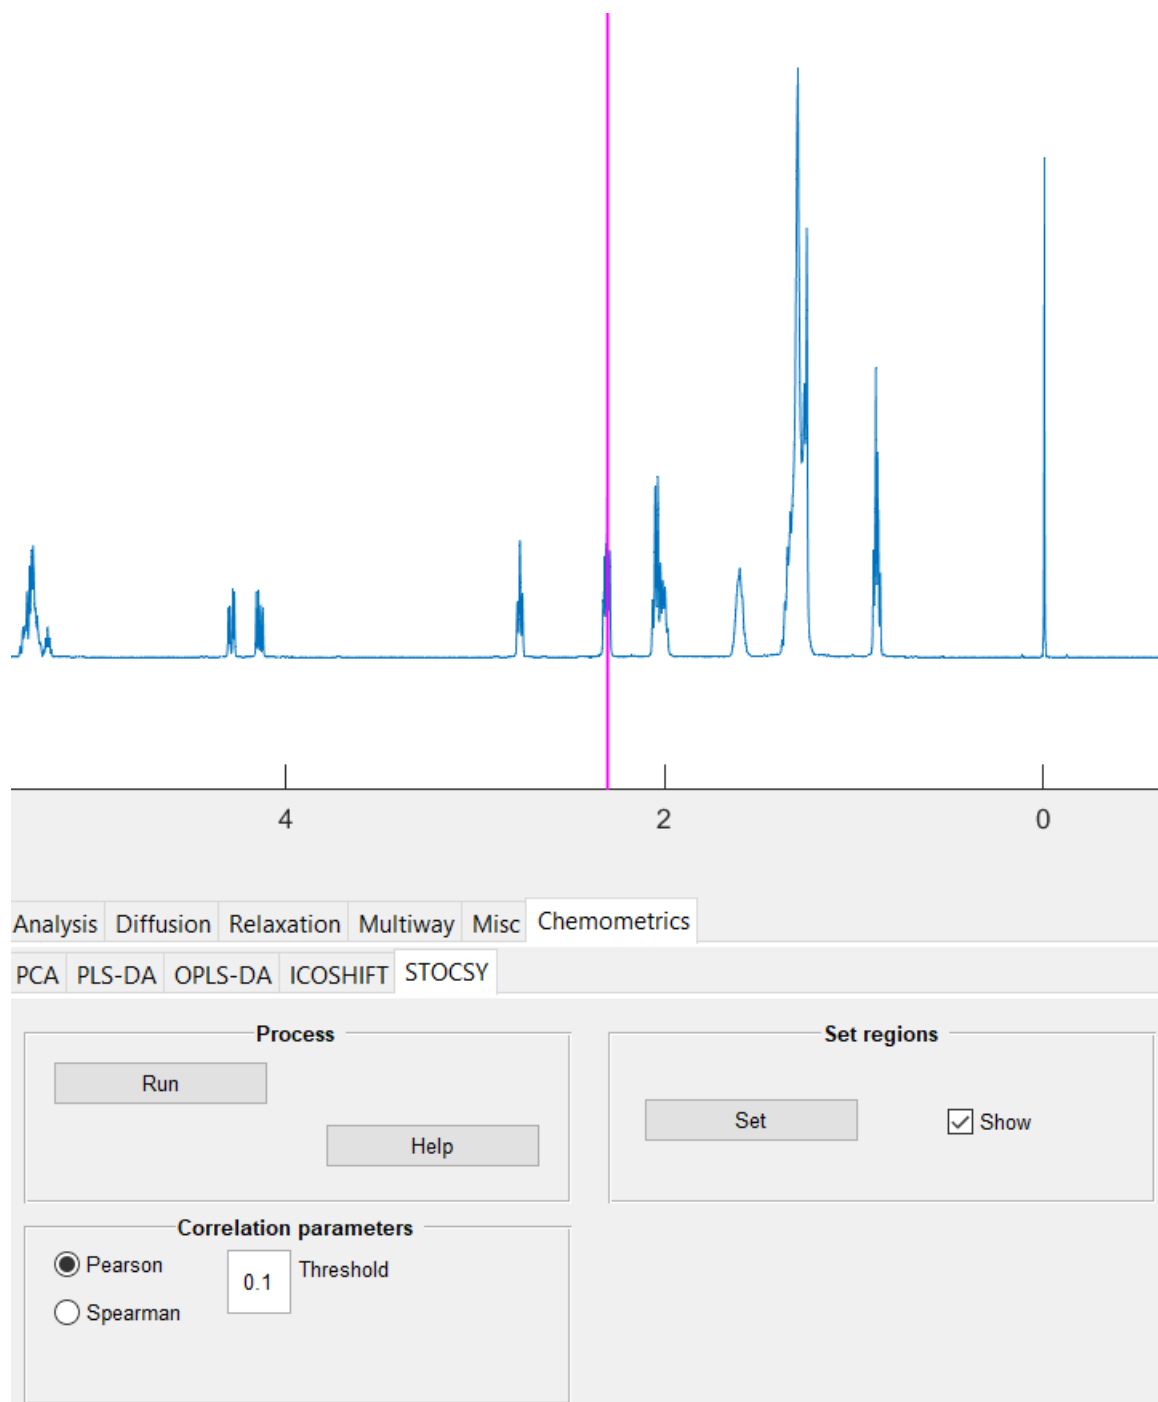 4 2 0
Analysis Diffusion Relaxation Multiway Misc Chemometrics
PCA PLS-DA OPLS-DA ICOSHIFT STOCSY
Process
Run
Help
Set regions
Set
Show
Correlation parameters
Pearson
0.1 Threshold
Spearman